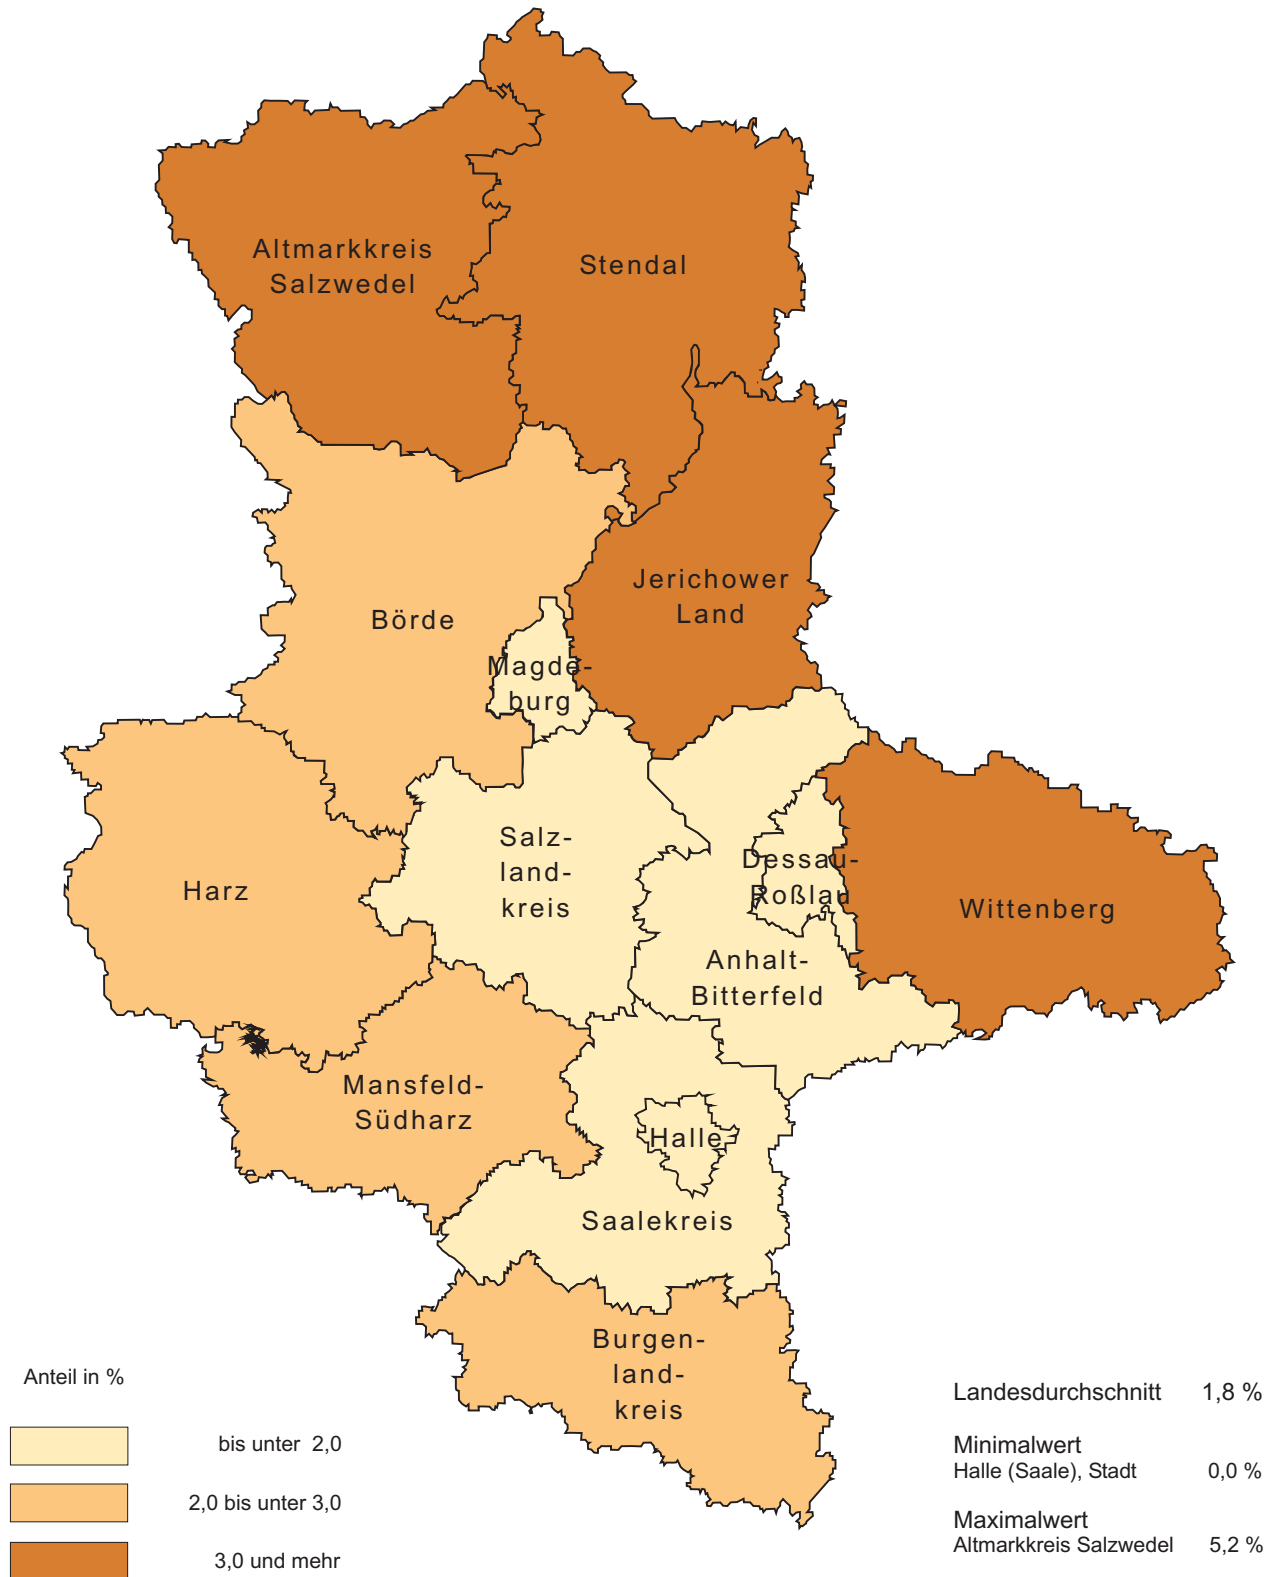 Altmarkkreis
Salzwedel
Stendal
Jerichower
Land
Börde
Magde-
burg
Salz-
land-
kreis
Harz
Dessau-
Roßlau
Wittenberg
Anhalt-
Bitterfeld
Mansfeld-
Südharz
Halle
Saalekreis
Burgen-
land-
kreis
Anteil in %
bis unter 2,0
2,0 bis unter 3,0
3,0 und mehr
Landesdurchschnitt 1,8 %
Minimalwert
Halle (Saale), Stadt 0,0 %
Maximalwert
Altmarkkreis Salzwedel 5,2 %